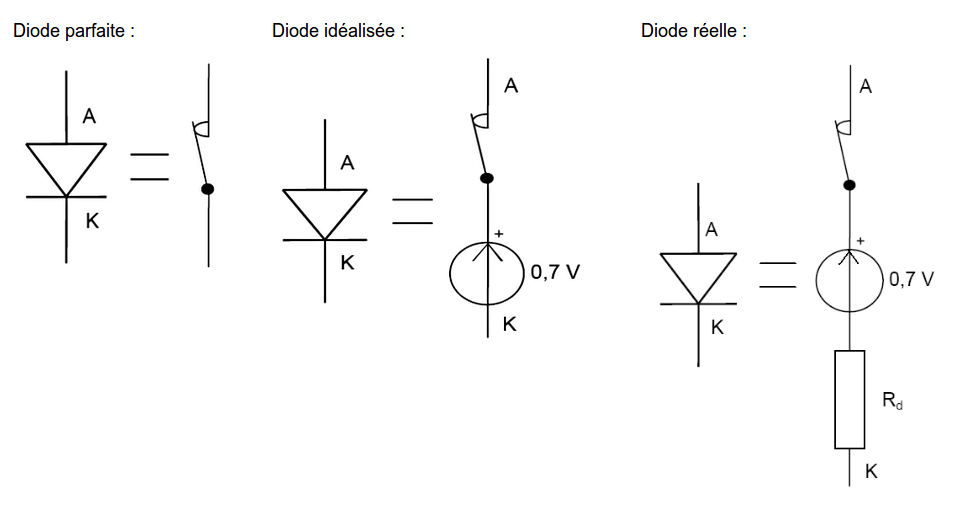 Diode parfaite :
A
K
Diode idéalisée :
A
K
A
+
0,7 V
K
Diode réelle :
A
K
A
+
0,7 V
Rd
K